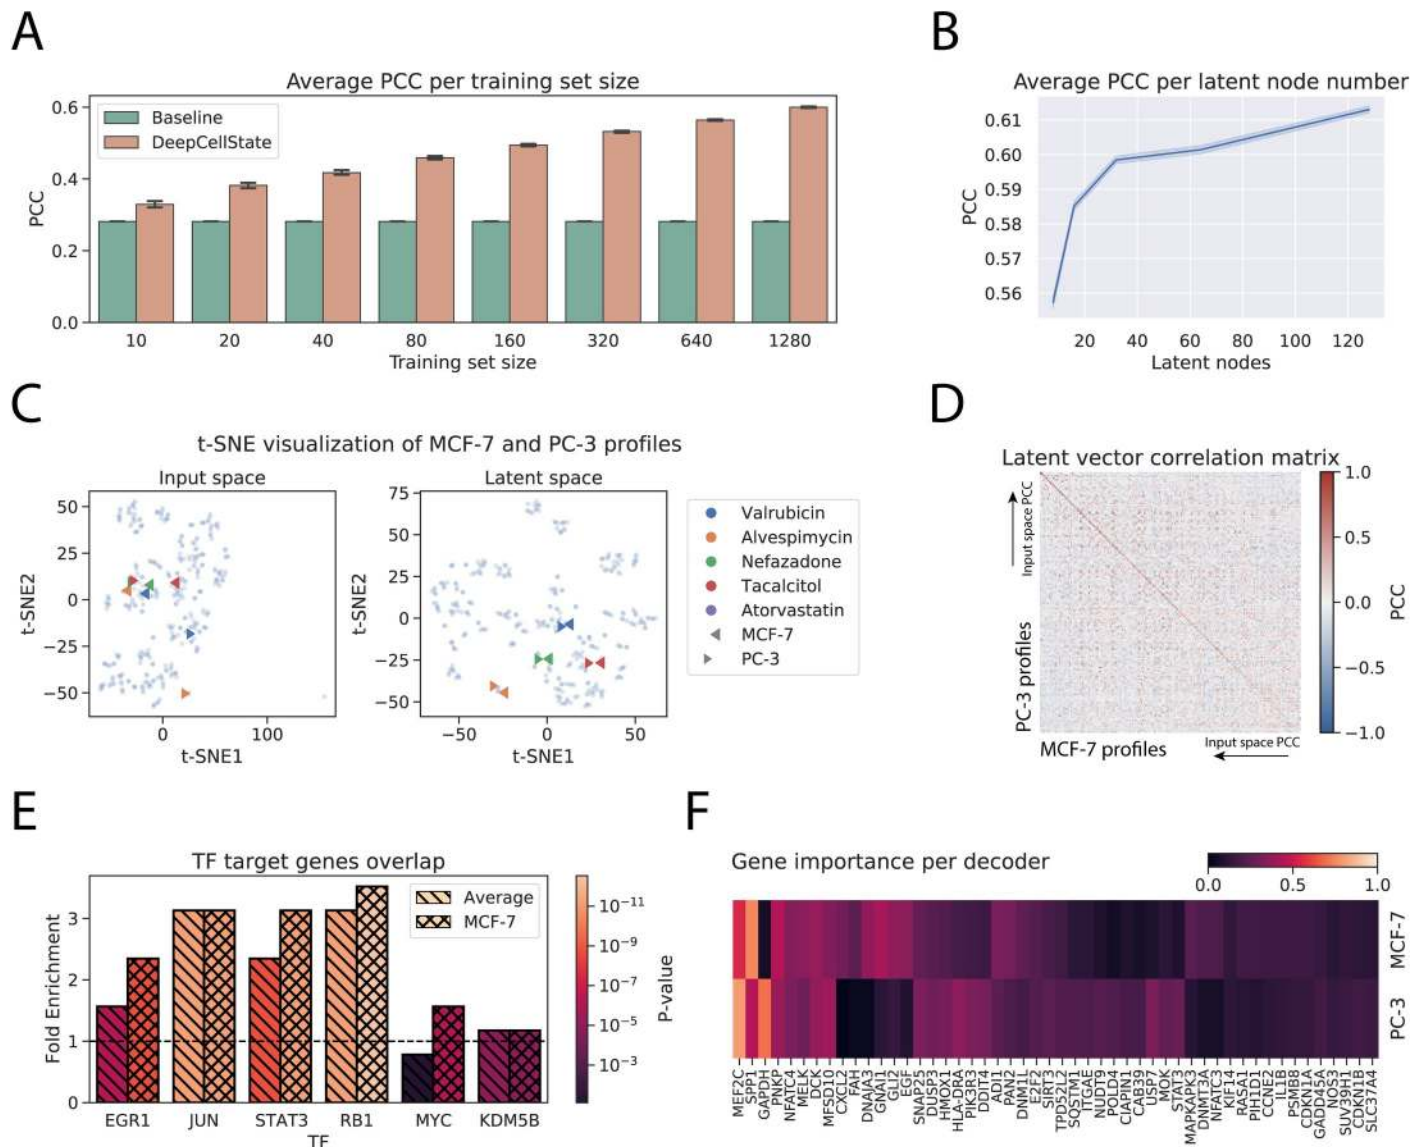 A
Average PCC per training set size
Baseline
DeepCellState
PCC
0.6
0.4
0.2
0.0
10 20 40 80 160 320 640 1280
Training set size
B
Average PCC per latent node number
PCC
0.61
0.60
0.59
0.58
0.57
0.56
20 40 60 80 100 120
Latent nodes
C
t-SNE visualization of MCF-7 and PC-3 profiles
Input space
t-SNE2
50
25
0
−25
−50
0 100
t-SNE1
Latent space
t-SNE2
75
50
25
0
−25
−50
−50 0 50
t-SNE1
Valrubicin
Alvespimycin
Nefazadone
Tacalcitol
Atorvastatin
MCF-7
PC-3
D
Latent vector correlation matrix
Input space PCC
PC-3 profiles
MCF-7 profiles
Input space PCC
1.0
0.5
0.0
−0.5
−1.0
PCC
E
TF target genes overlap
Average
MCF-7
Fold Enrichment
3
2
1
0
EGR1 JUN STAT3 RB1 MYC KDM5B
TF
10⁻¹¹
10⁻⁹
10⁻⁷
10⁻⁵
10⁻³
P-value
F
Gene importance per decoder
0.0 0.5 1.0
MCF-7
PC-3
MEF2C
SPP1
GAPDH
PNKP
NFATC4
MELK
DCK
MFSD10
CXCL2
FAH
DNAJA3
GNAI1
GLI2
EGF
SNAP25
DUSP3
HMOX1
HLA-DRA
PIK3R3
DDIT4
ADI1
PAN2
DNM1L
E2F2
SIRT3
TPD52L2
SQSTM1
ITGAE
NUDT9
POLD4
CIAPIN1
CAB39
USP7
MIOK
STAT1
MAPKAPK3
DNMT3A
NFATC3
KIF14
RASA1
PIH1D1
CCNE2
IL1B
PSMB8
CDKN1A
GADD45A
NOS3
SUV39H1
CDKN1B
SLC37A4